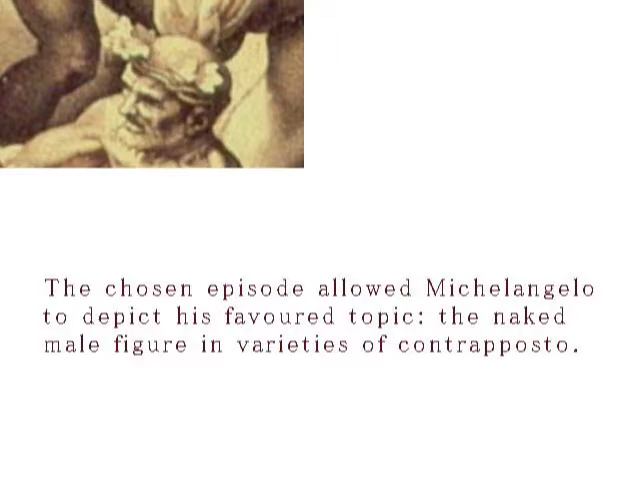 The chosen episode allowed Michelangelo
to depict his favoured topic: the naked
male figure in varieties of contrapposto.